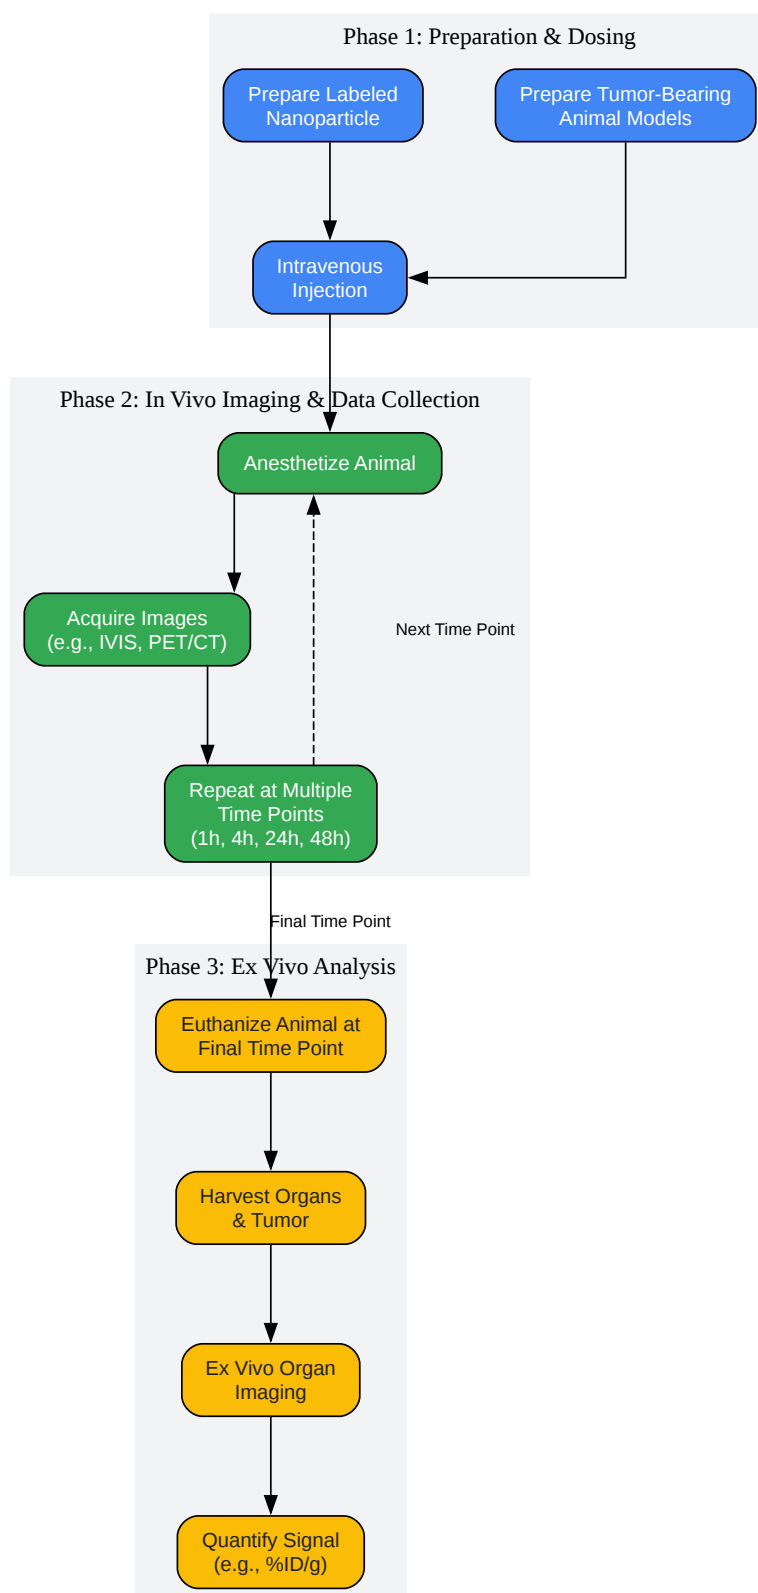 Phase 1: Preparation & Dosing
Prepare Labeled
Nanoparticle
Prepare Tumor-Bearing
Animal Models
Intravenous
Injection
Phase 2: In Vivo Imaging & Data Collection
Anesthetize Animal
Acquire Images
(e.g., IVIS, PET/CT)
Next Time Point
Repeat at Multiple
Time Points
(1h, 4h, 24h, 48h)
Final Time Point
Phase 3: Ex Vivo Analysis
Euthanize Animal at
Final Time Point
Harvest Organs
& Tumor
Ex Vivo Organ
Imaging
Quantify Signal
(e.g., %ID/g)